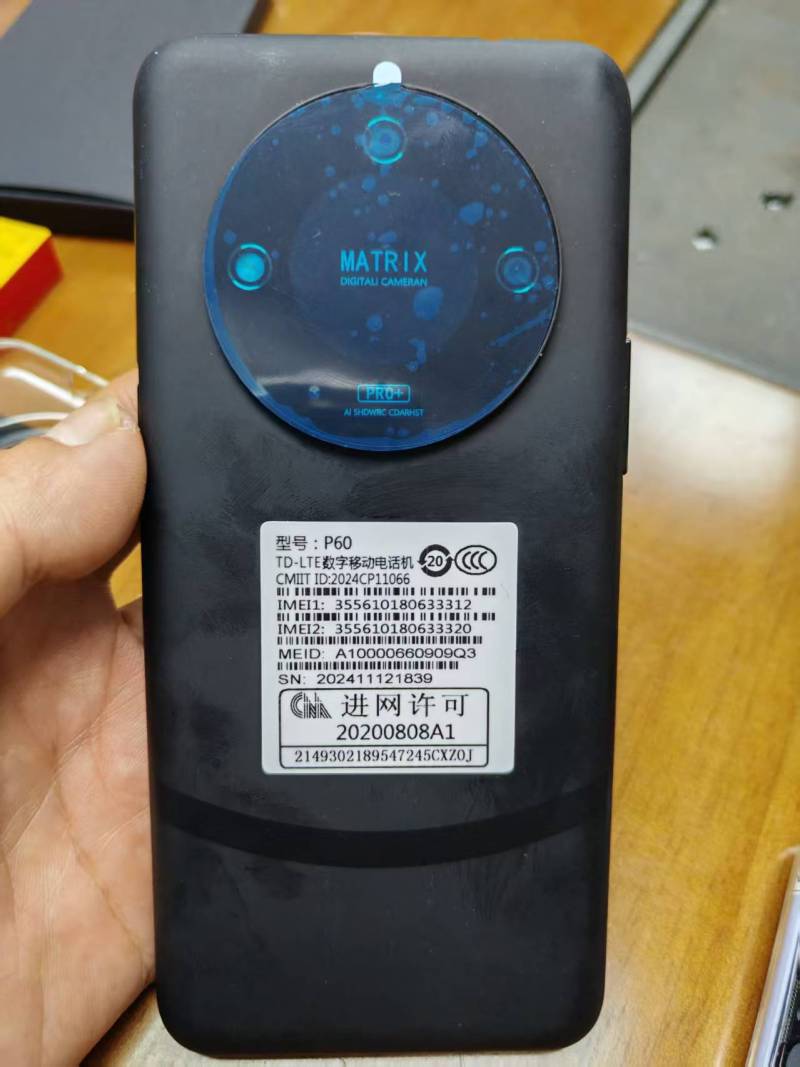 MATRIX
DIGITALI CAMERAN
PRO+
AI SHDWRC CDARHST
型号：P60
TD-LTE数字移动电话机 20 CCC
CMIIT ID:2024CP11066
IMEI1: 355610180633312
IMEI2: 355610180633320
MEID: A10000660909Q3
SN: 202411121839
进网许可
20200808A1
2149302189547245CXZOJ